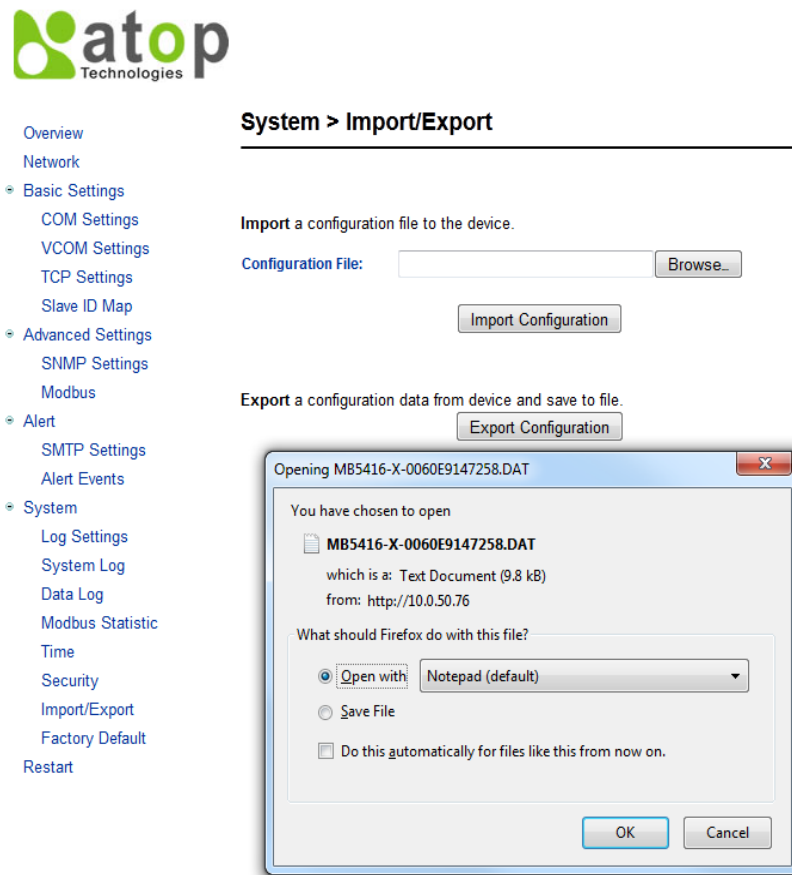 atop
Technologies
Overview
Network
Basic Settings
COM Settings
VCOM Settings
TCP Settings
Slave ID Map
Advanced Settings
SNMP Settings
Modbus
Alert
SMTP Settings
Alert Events
System
Log Settings
System Log
Data Log
Modbus Statistic
Time
Security
Import/Export
Factory Default
Restart
System > Import/Export
Import a configuration file to the device.
Configuration File:
Browse...
Import Configuration
Export a configuration data from device and save to file.
Export Configuration
Opening MB5416-X-0060E9147258.DAT
You have chosen to open
MB5416-X-0060E9147258.DAT
which is a: Text Document (9.8 kB)
from: http://10.0.50.76
What should Firefox do with this file?
Open with
Notepad (default)
Save File
Do this automatically for files like this from now on.
OK
Cancel